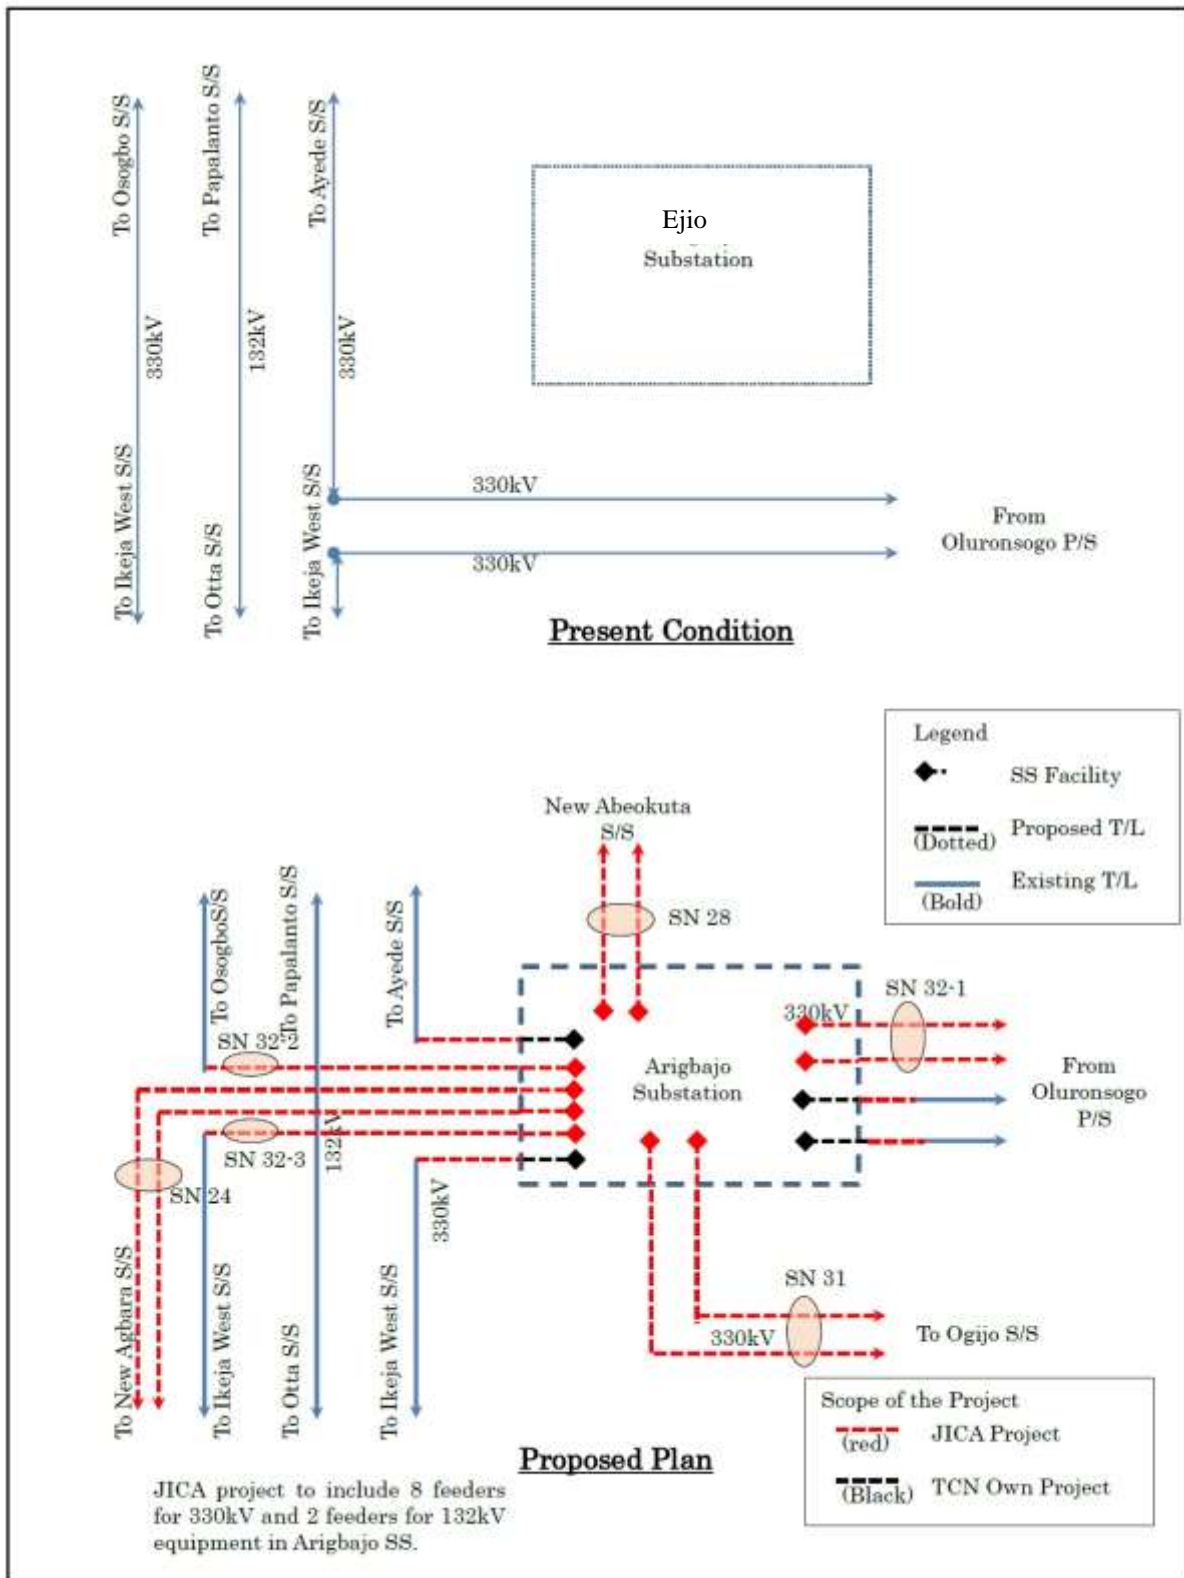 To Osogbo S/S
To Papalanto S/S
To Ayede S/S
Ejio
Substation
330kV
132kV
330kV
To Ikeja West S/S
To Otta S/S
To Ikeja West S/S
330kV
330kV
From
Oluronsogo P/S
Present Condition
Legend
SS Facility
Proposed T/L
(Dotted)
Existing T/L
(Bold)
New Abeokuta
S/S
SN 28
To OsogboS/S
To Papalanto S/S
To Ayede S/S
SN 32-2
330kV
SN 32-1
Arigbajo
Substation
From
Oluronsogo
P/S
SN 32-3
132kV
SN 24
330kV
To New Agbara S/S
To Ikeja West S/S
To Otta S/S
To Ikeja West S/S
SN 31
330kV
To Ogijo S/S
Scope of the Project
JICA Project
(red)
TCN Own Project
(Black)
Proposed Plan
JICA project to include 8 feeders
for 330kV and 2 feeders for 132kV
equipment in Arigbajo SS.